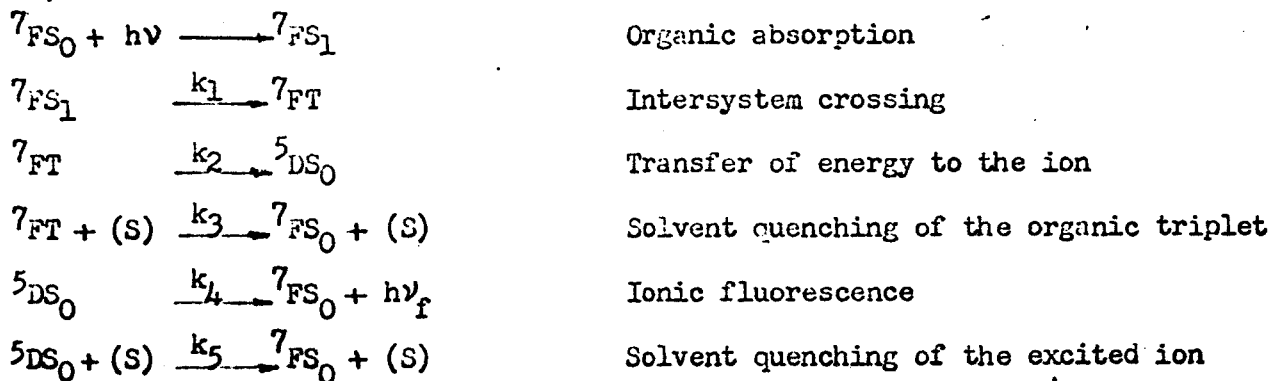 ⁷FS₀ + hν ⟶ ⁷FS₁ Organic absorption
⁷FS₁ k₁⟶ ⁷FT Intersystem crossing
⁷FT k₂⟶ ⁵DS₀ Transfer of energy to the ion
⁷FT + (S) k₃⟶ ⁷FS₀ + (S) Solvent quenching of the organic triplet
⁵DS₀ k₄⟶ ⁷FS₀ + hν_f Ionic fluorescence
⁵DS₀ + (S) k₅⟶ ⁷FS₀ + (S) Solvent quenching of the excited ion